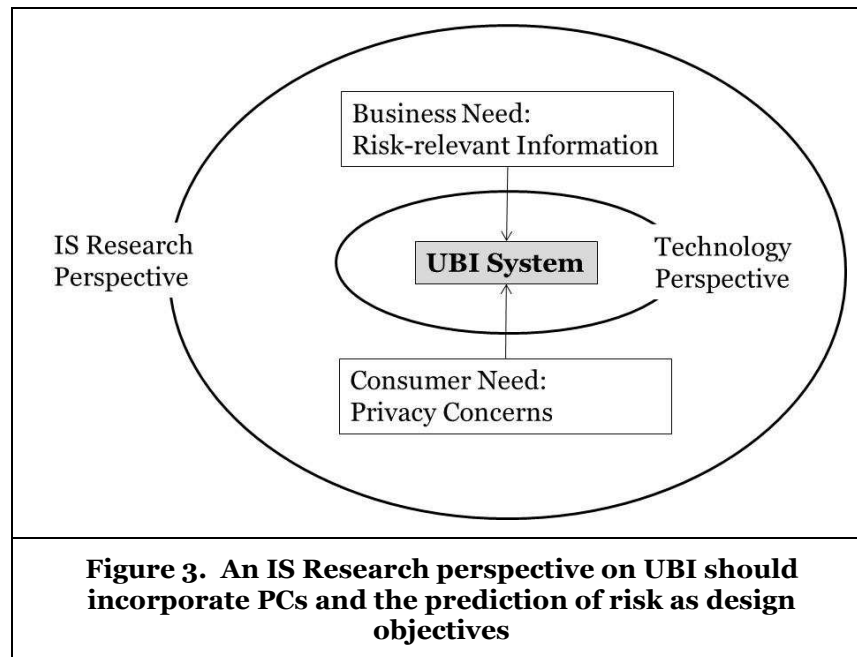 Business Need:
Risk-relevant Information
IS Research
Perspective
UBI System
Technology
Perspective
Consumer Need:
Privacy Concerns
Figure 3. An IS Research perspective on UBI should
incorporate PCs and the prediction of risk as design
objectives